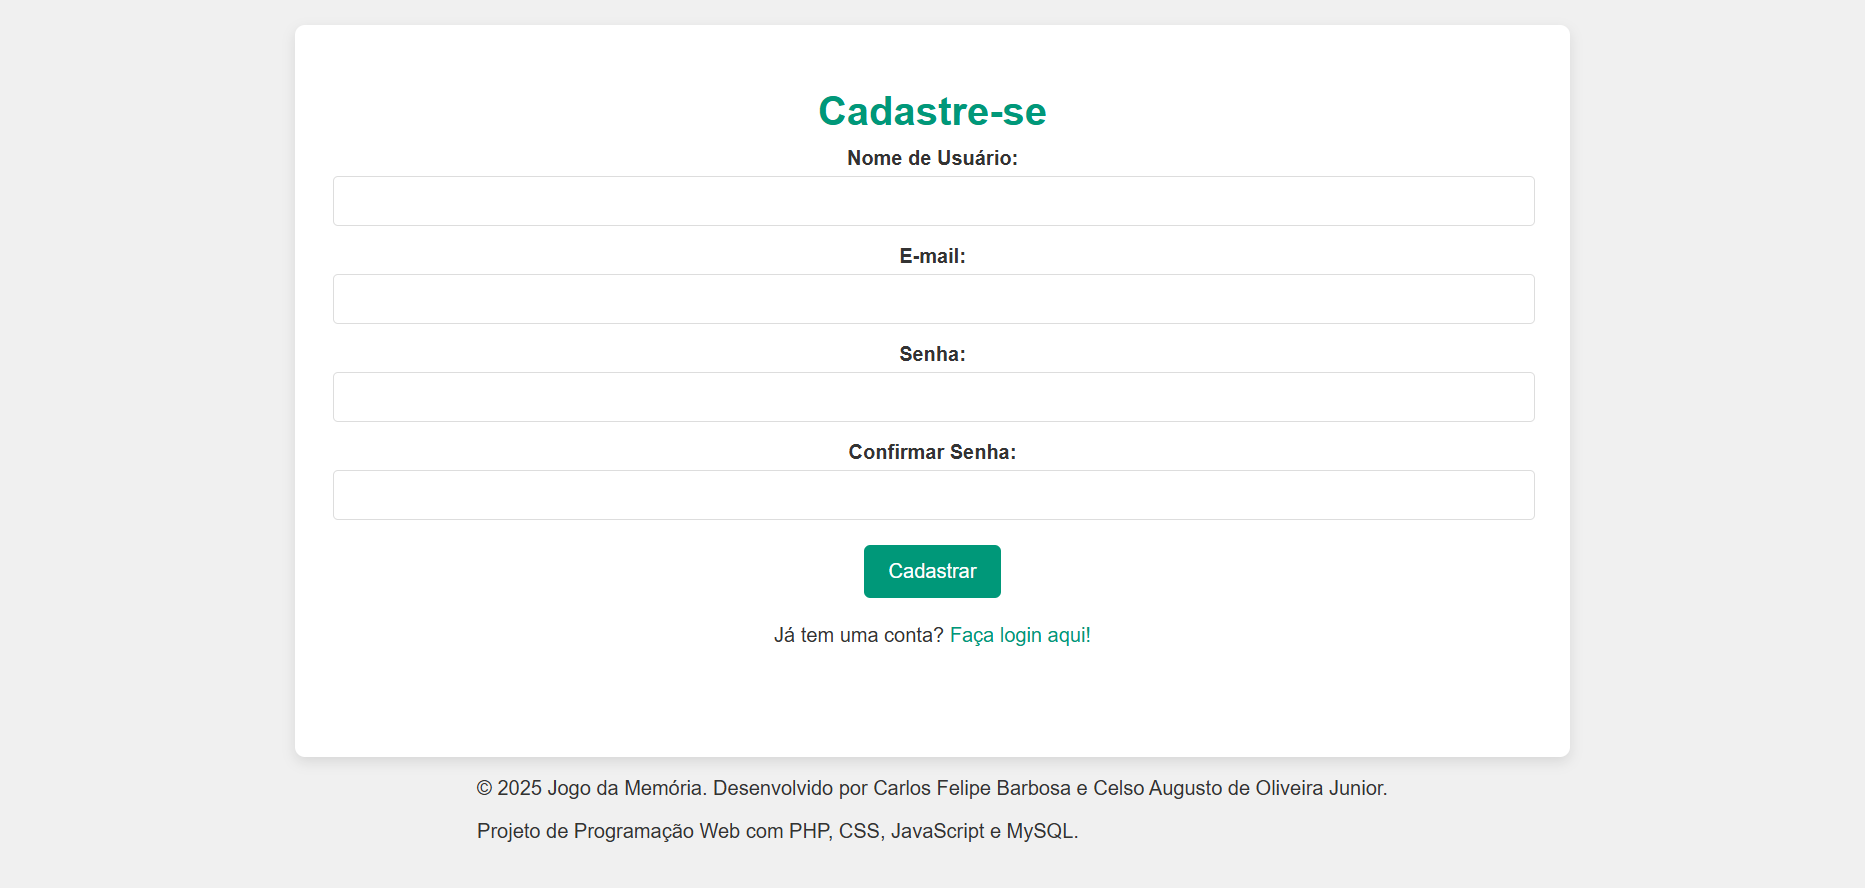 Cadastre-se
Nome de Usuário:
E-mail:
Senha:
Confirmar Senha:
Cadastrar
Já tem uma conta? Faça login aqui!
© 2025 Jogo da Memória. Desenvolvido por Carlos Felipe Barbosa e Celso Augusto de Oliveira Junior.
Projeto de Programação Web com PHP, CSS, JavaScript e MySQL.